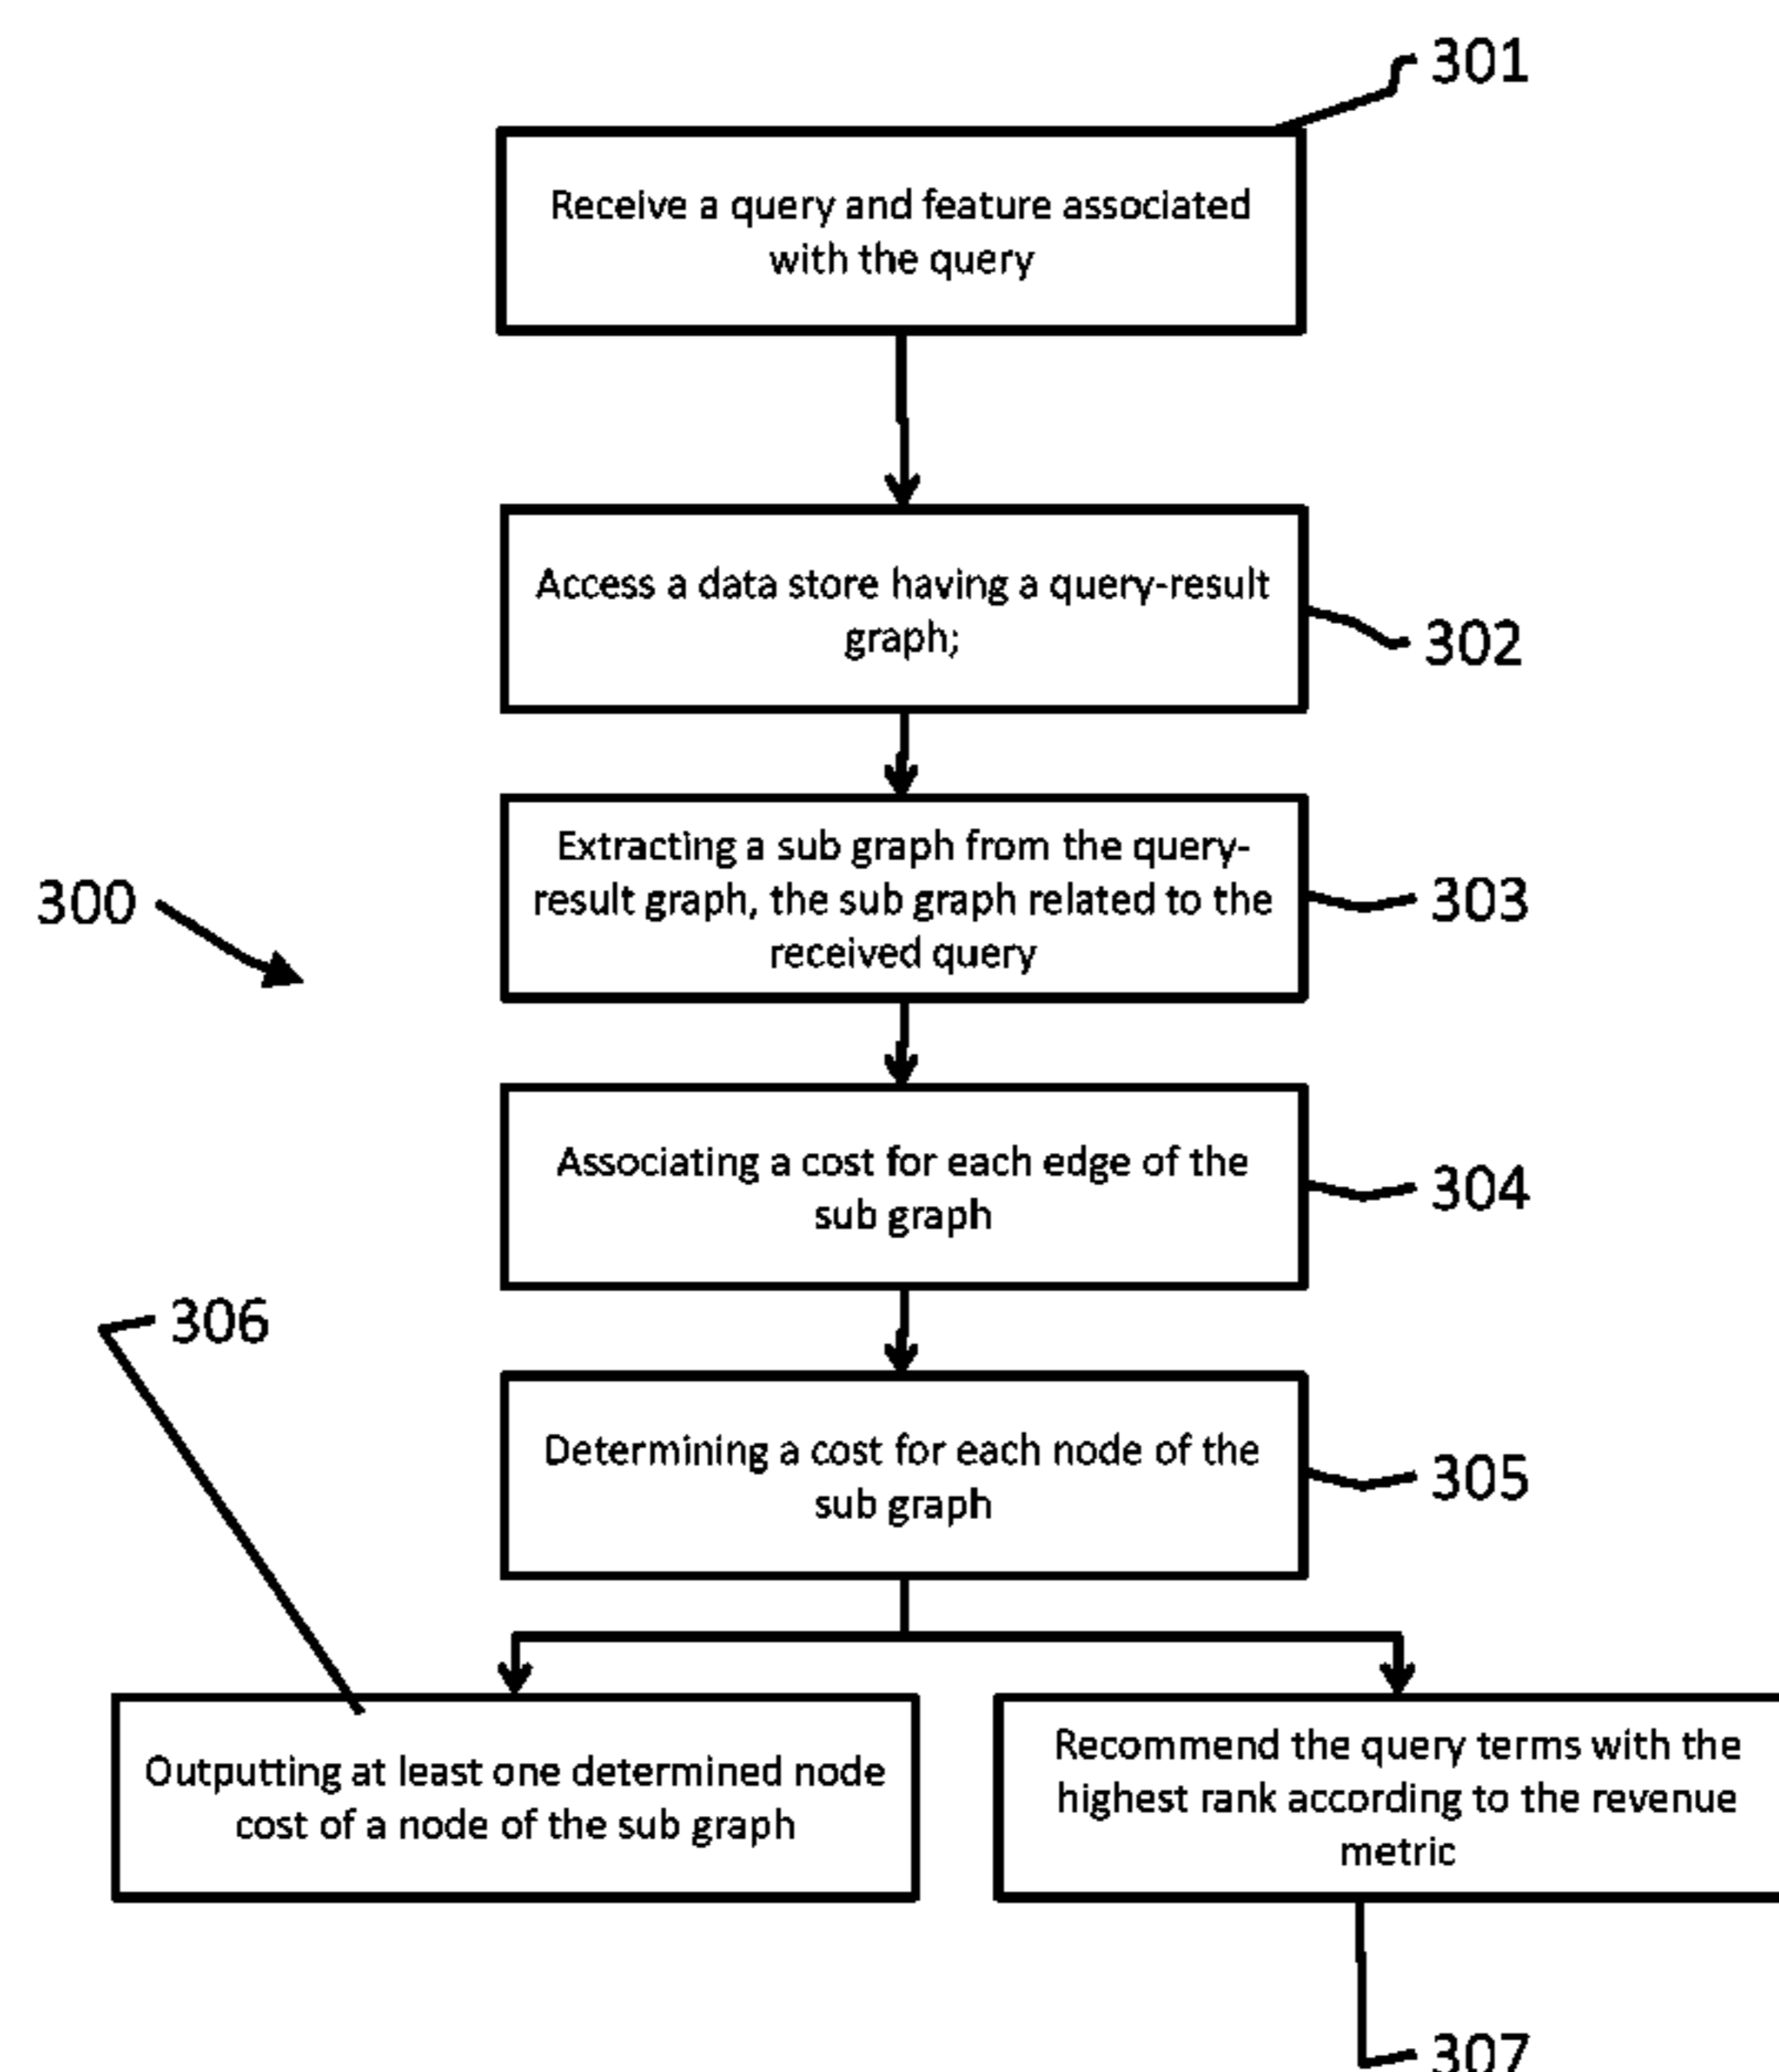 301
Receive a query and feature associated
with the query
Access a data store having a query-result
graph;
302
Extracting a sub graph from the query-
result graph, the sub graph related to the
received query
300
303
Associating a cost for each edge of the
sub graph
304
306
Determining a cost for each node of the
sub graph
305
Outputting at least one determined node
cost of a node of the sub graph
Recommend the query terms with the
highest rank according to the revenue
metric
307